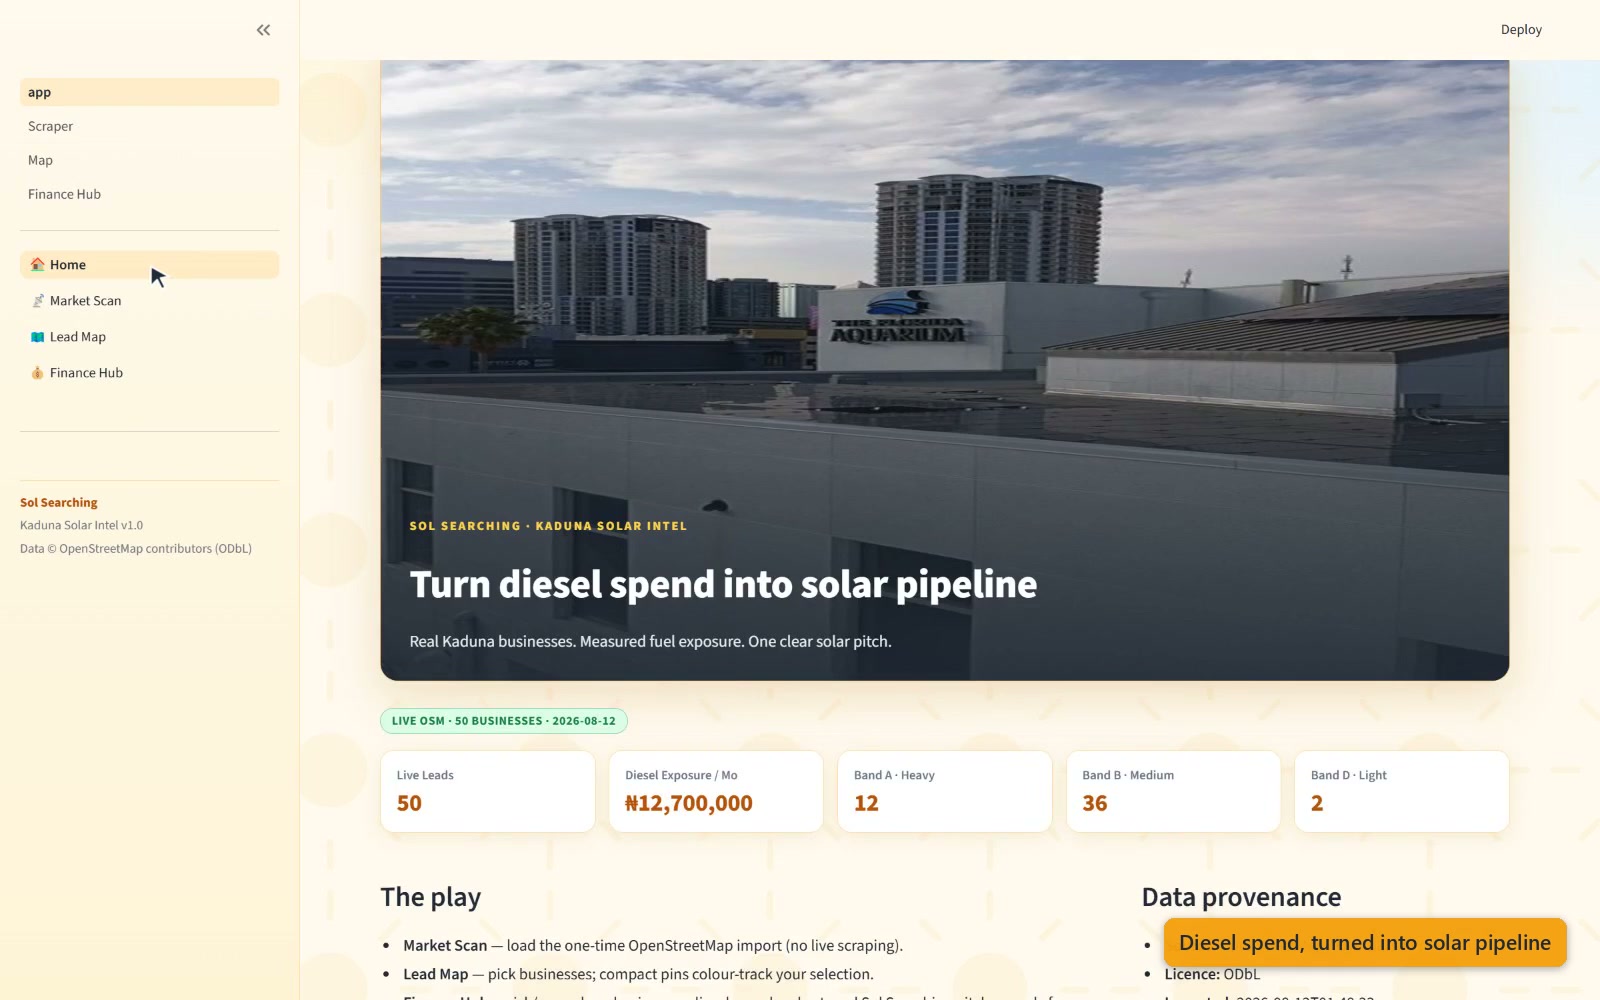 Deploy
app
Scraper
Map
Finance Hub
Home
Market Scan
Lead Map
Finance Hub
Sol Searching
Kaduna Solar Intel v1.0
Data © OpenStreetMap contributors (ODbL)
THE FLORIDA
AQUARIUM
SOL SEARCHING · KADUNA SOLAR INTEL
Turn diesel spend into solar pipeline
Real Kaduna businesses. Measured fuel exposure. One clear solar pitch.
LIVE OSM · 50 BUSINESSES · 2026-08-12
Live Leads
50
Diesel Exposure / Mo
₦12,700,000
Band A · Heavy
12
Band B · Medium
36
Band D · Light
2
The play
Market Scan — load the one-time OpenStreetMap import (no live scraping).
Lead Map — pick businesses; compact pins colour-track your selection.
Data provenance
Diesel spend, turned into solar pipeline
Licence: ODbL